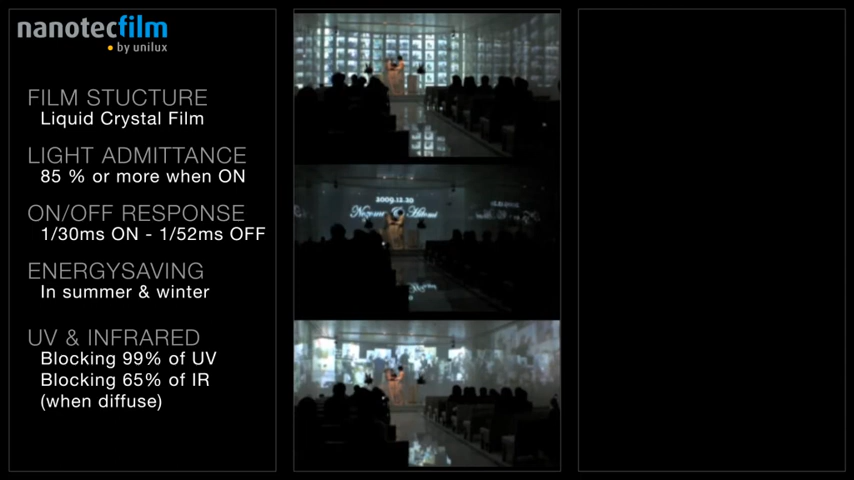 nanotecfilm
by unilux
FILM STUCTURE
Liquid Crystal Film
LIGHT ADMITTANCE
85 % or more when ON
ON/OFF RESPONSE
1/30ms ON - 1/52ms OFF
ENERGYSAVING
In summer & winter
UV & INFRARED
Blocking 99% of UV
Blocking 65% of IR
(when diffuse)
2009.12.20